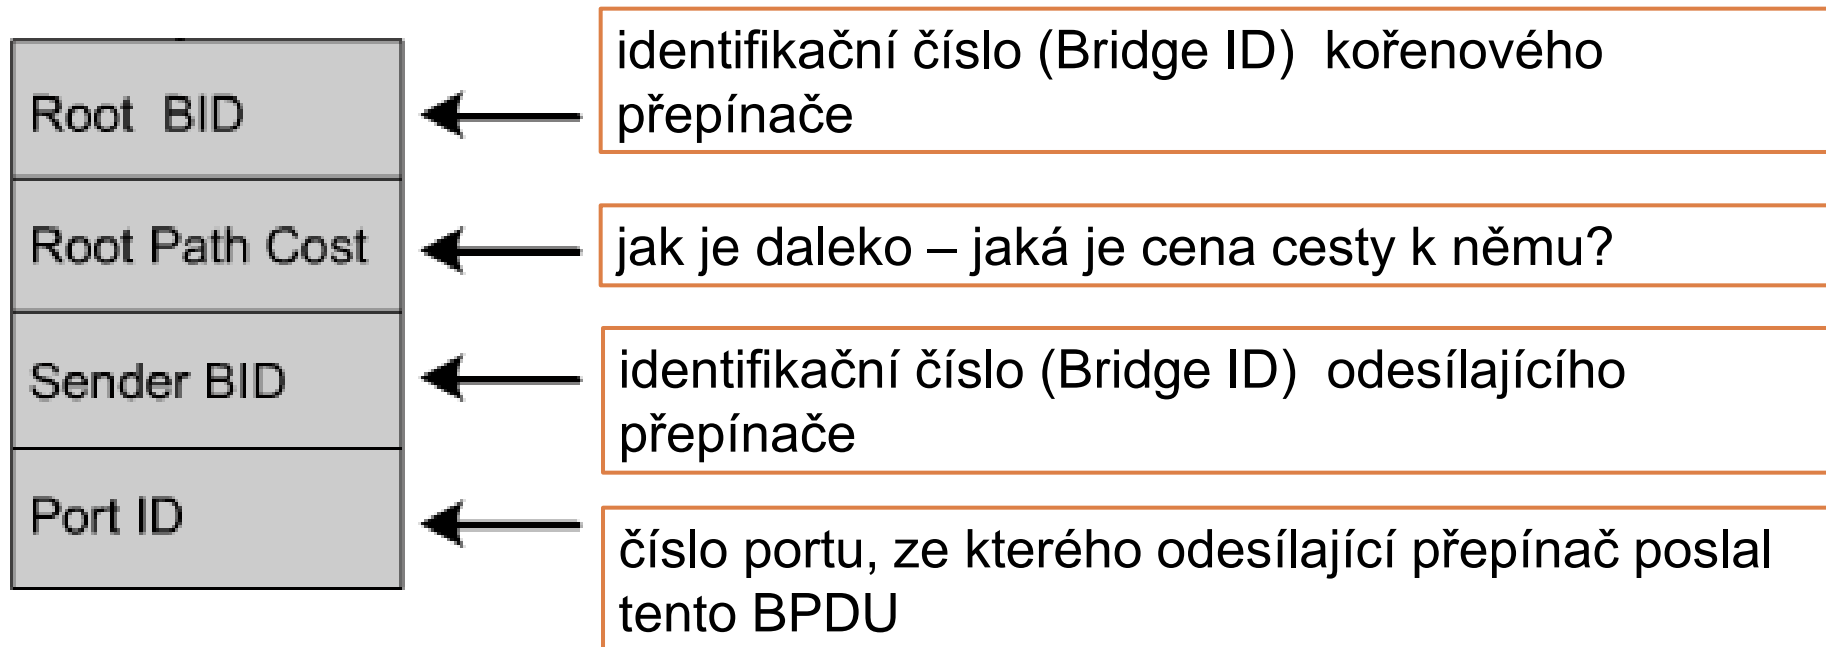 Root BID
identifikační číslo (Bridge ID) kořenového
přepínače
Root Path Cost
jak je daleko – jaká je cena cesty k němu?
Sender BID
identifikační číslo (Bridge ID) odesílajícího
přepínače
Port ID
číslo portu, ze kterého odesílající přepínač poslal
tento BPDU